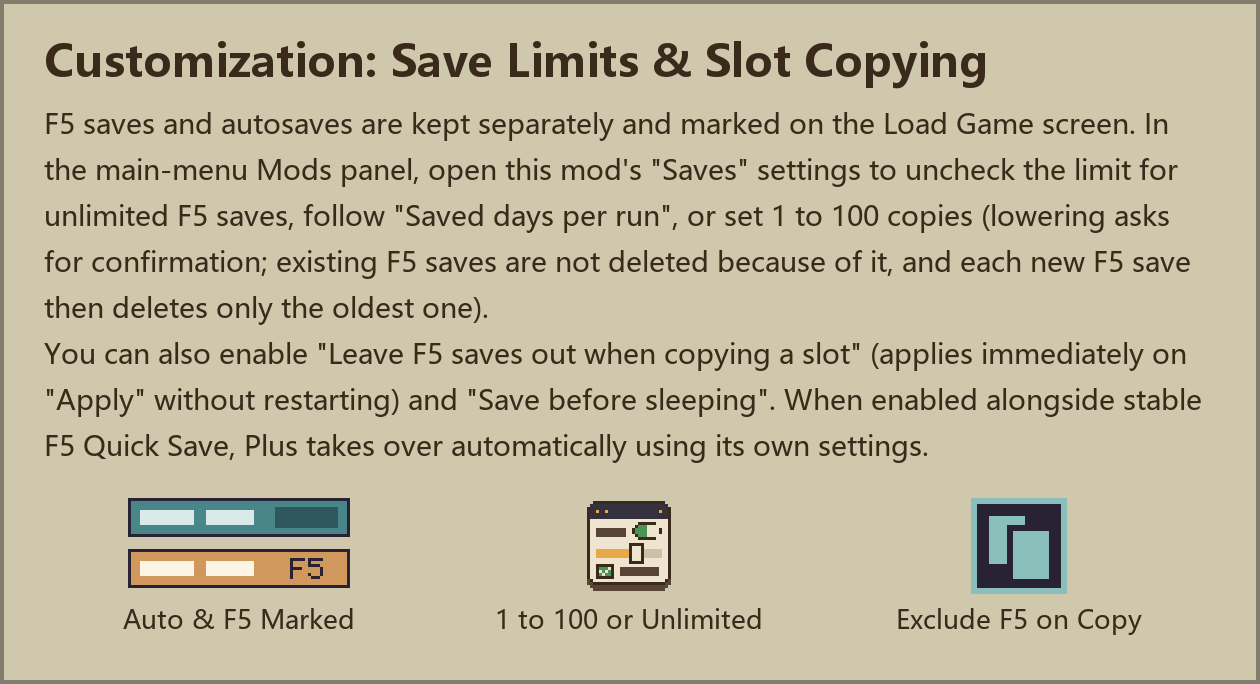 Customization: Save Limits & Slot Copying
F5 saves and autosaves are kept separately and marked on the Load Game screen. In
the main-menu Mods panel, open this mod's "Saves" settings to uncheck the limit for
unlimited F5 saves, follow "Saved days per run", or set 1 to 100 copies (lowering asks
for confirmation; existing F5 saves are not deleted because of it, and each new F5 save
then deletes only the oldest one).
You can also enable "Leave F5 saves out when copying a slot" (applies immediately on
"Apply" without restarting) and "Save before sleeping". When enabled alongside stable
F5 Quick Save, Plus takes over automatically using its own settings.
F5
Auto & F5 Marked
1 to 100 or Unlimited
Exclude F5 on Copy